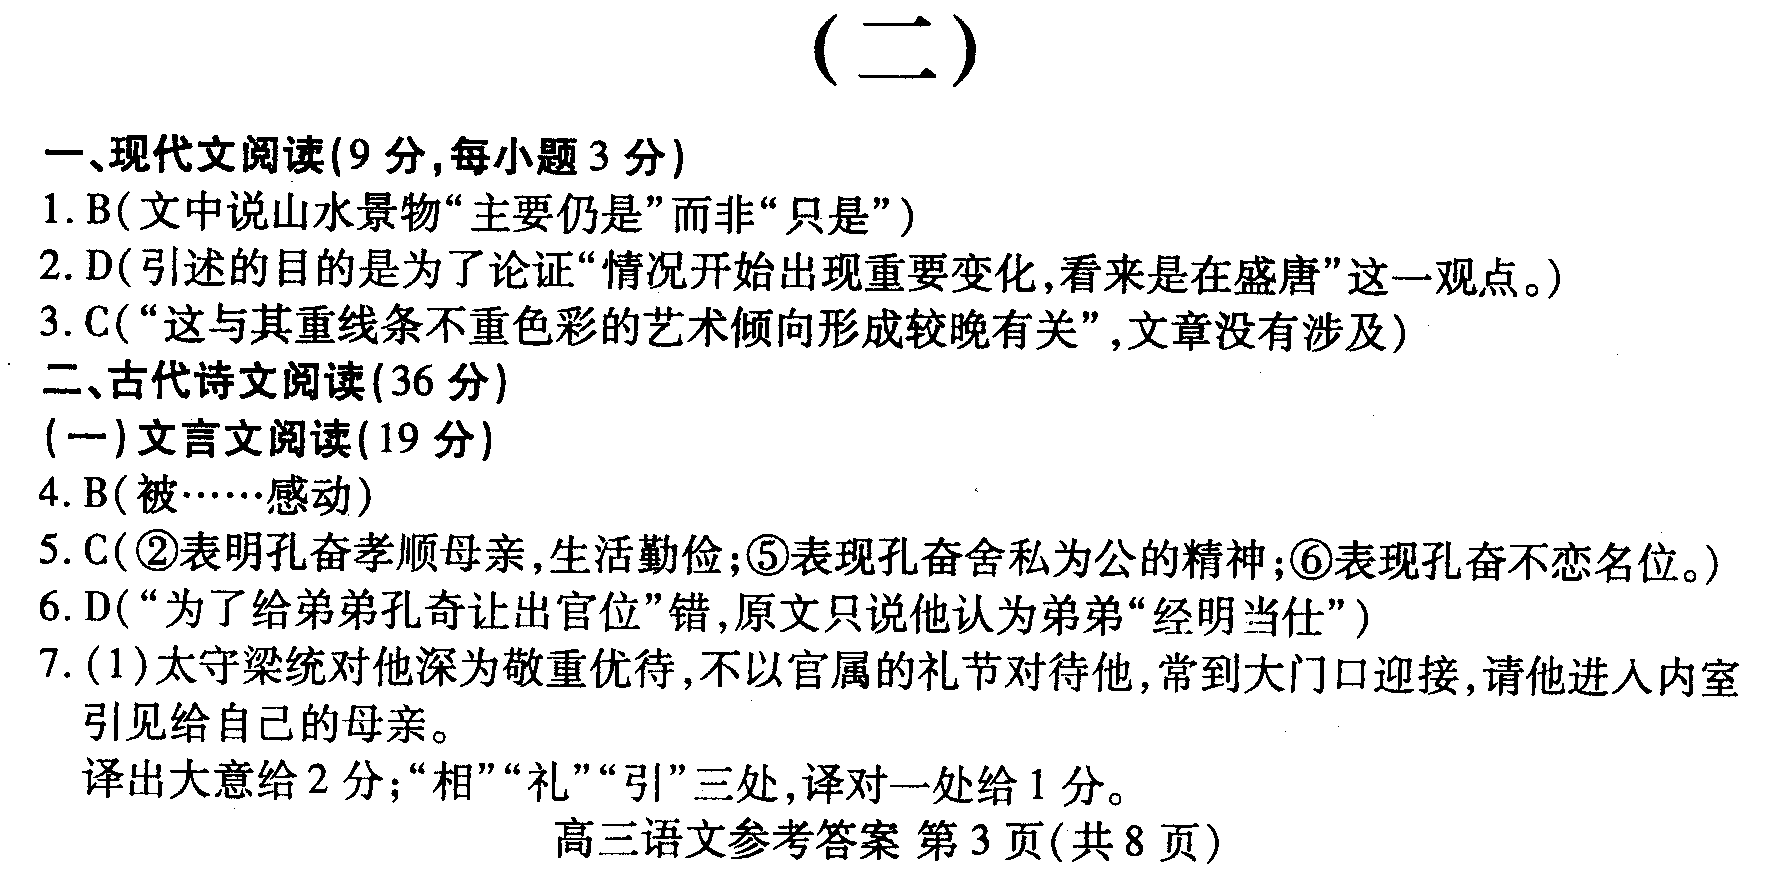 (二)
一、现代文阅读(9 分,每小题 3 分)
1. B(文中说山水景物“主要仍是”而非“只是”)
2. D(引述的目的是为了论证“情况开始出现重要变化,看来是在盛唐”这一观点。)
3. C(“这与其重线条不重色彩的艺术倾向形成较晚有关”,文章没有涉及)
二、古代诗文阅读(36 分)
(一)文言文阅读(19 分)
4. B(被……感动)
5. C(②表明孔奋孝顺母亲,生活勤俭;⑤表现孔奋舍私为公的精神;⑥表现孔奋不恋名位。)
6. D(“为了给弟弟孔奇让出官位”错,原文只说他认为弟弟“经明当仕”)
7. (1)太守梁统对他深为敬重优待,不以官属的礼节对待他,常到大门口迎接,请他进入内室
引见给自己的母亲。
译出大意给 2 分;“相”“礼”“引”三处,译对一处给 1 分。
高三语文参考答案 第 3 页(共 8 页)